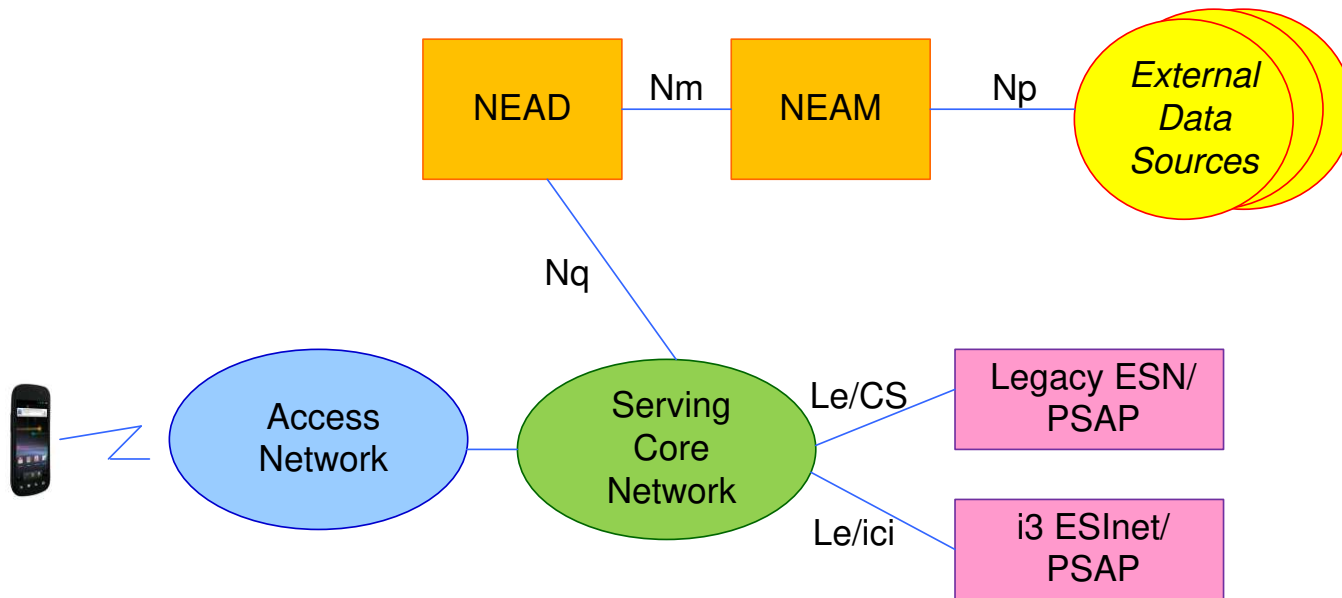 NEAD
Nm
NEAM
Np
External
Data
Sources
Nq
Access
Network
Serving
Core
Network
Le/CS
Legacy ESN/
PSAP
Le/ici
i3 ESInet/
PSAP